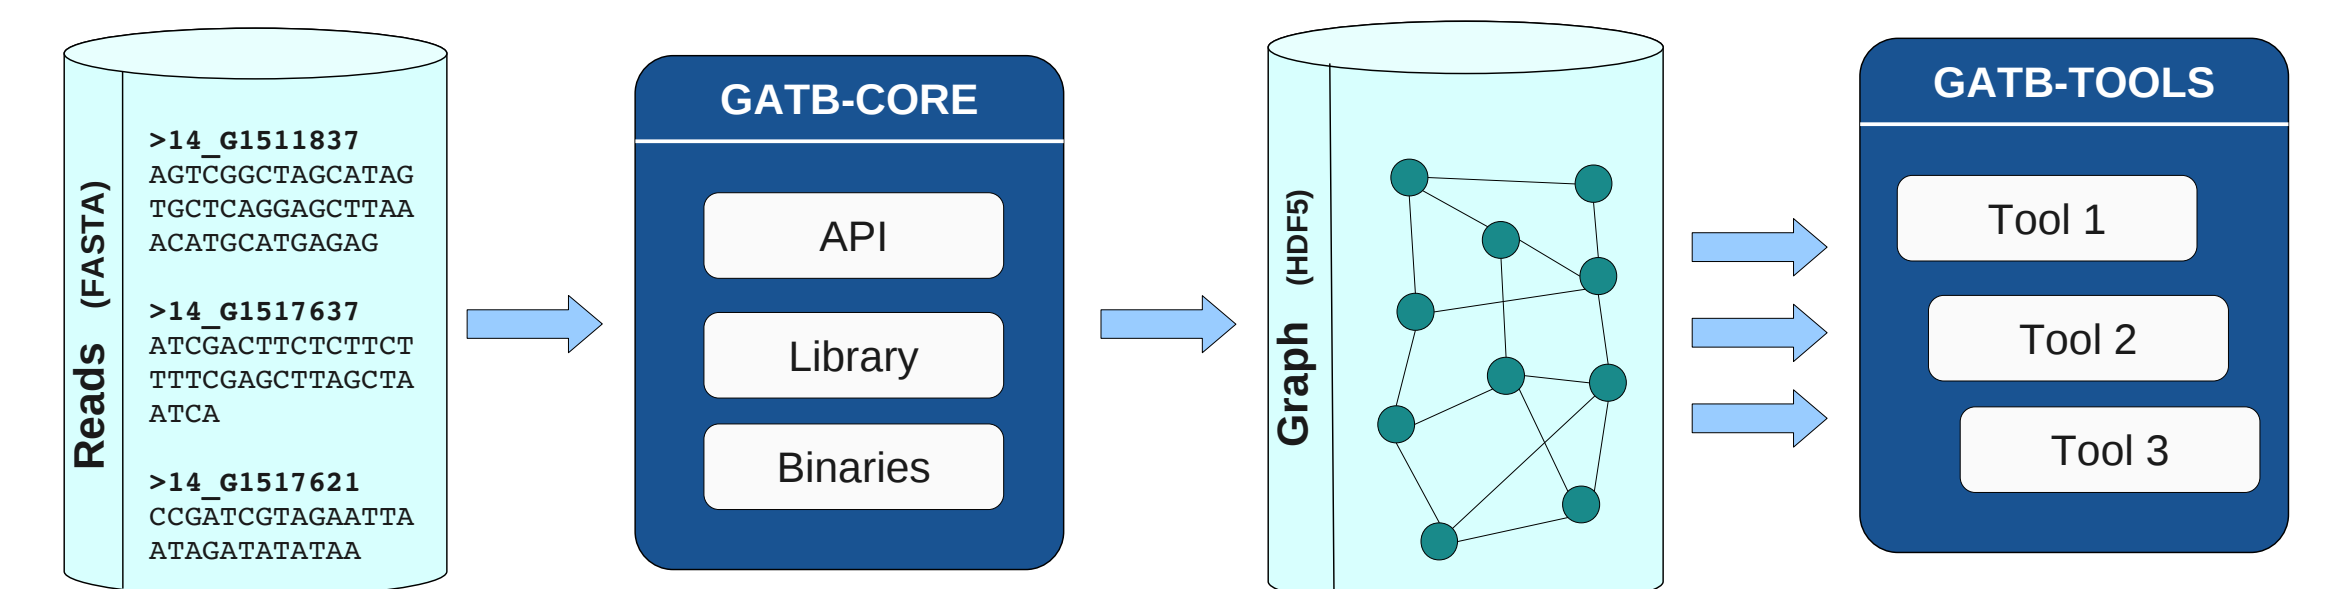 Reads (FASTA)
>14_G1511837
AGTCGGCTAGCATAG
TGCTCAGGAGCTTAA
ACATGCATGAGAG
>14_G1517637
ATCGACTTCTCTTCT
TTTCGAGCTTAGCTA
ATCA
>14_G1517621
CCGATCGTAGAATTA
ATAGATATATAA
GATB-CORE
API
Library
Binaries
Graph (HDF5)
GATB-TOOLS
Tool 1
Tool 2
Tool 3